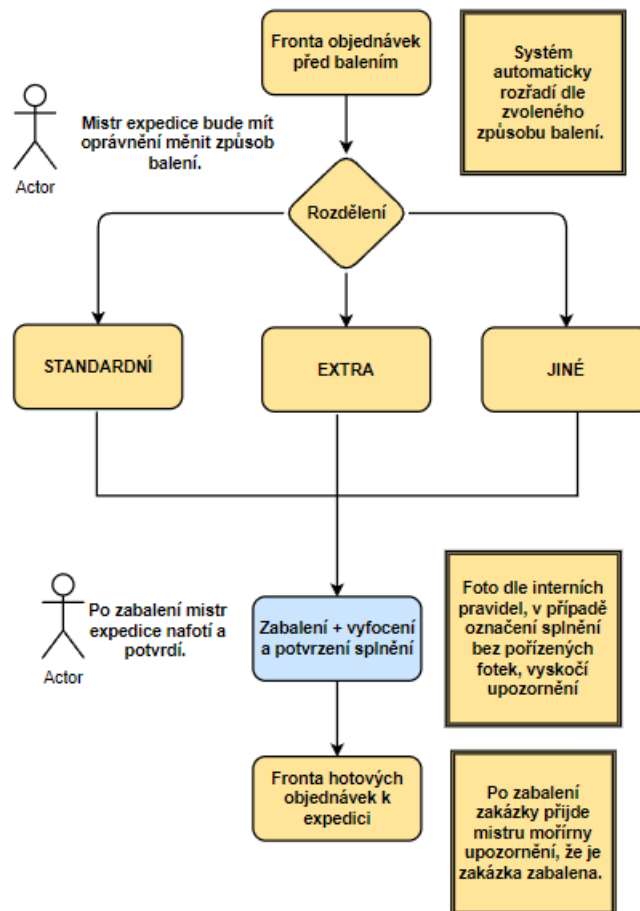 Fronta objednávek
před balením
Systém
automaticky
rozřadí dle
zvoleného
způsobu balení.
Mistr expedice bude mít
oprávnění měnit způsob
balení.
Actor
Rozdělení
STANDARDNÍ
EXTRA
JINÉ
Po zabalení mistr
expedice nafotí a
potvrdí.
Actor
Zabalení + vyfocení
a potvrzení splnění
Foto dle interních
pravidel, v případě
označení splnění
bez pořízených
fotek, vyskočí
upozornění
Fronta hotových
objednávek k
expedici
Po zabalení
zakázky přijde
mistru mořírny
upozornění, že je
zakázka zabalena.